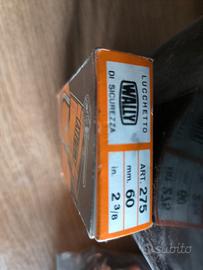 LUCCHETTO
WALLY
DI SICUREZZA
ART. 275
mm. 60
in. 2 3/8
subito